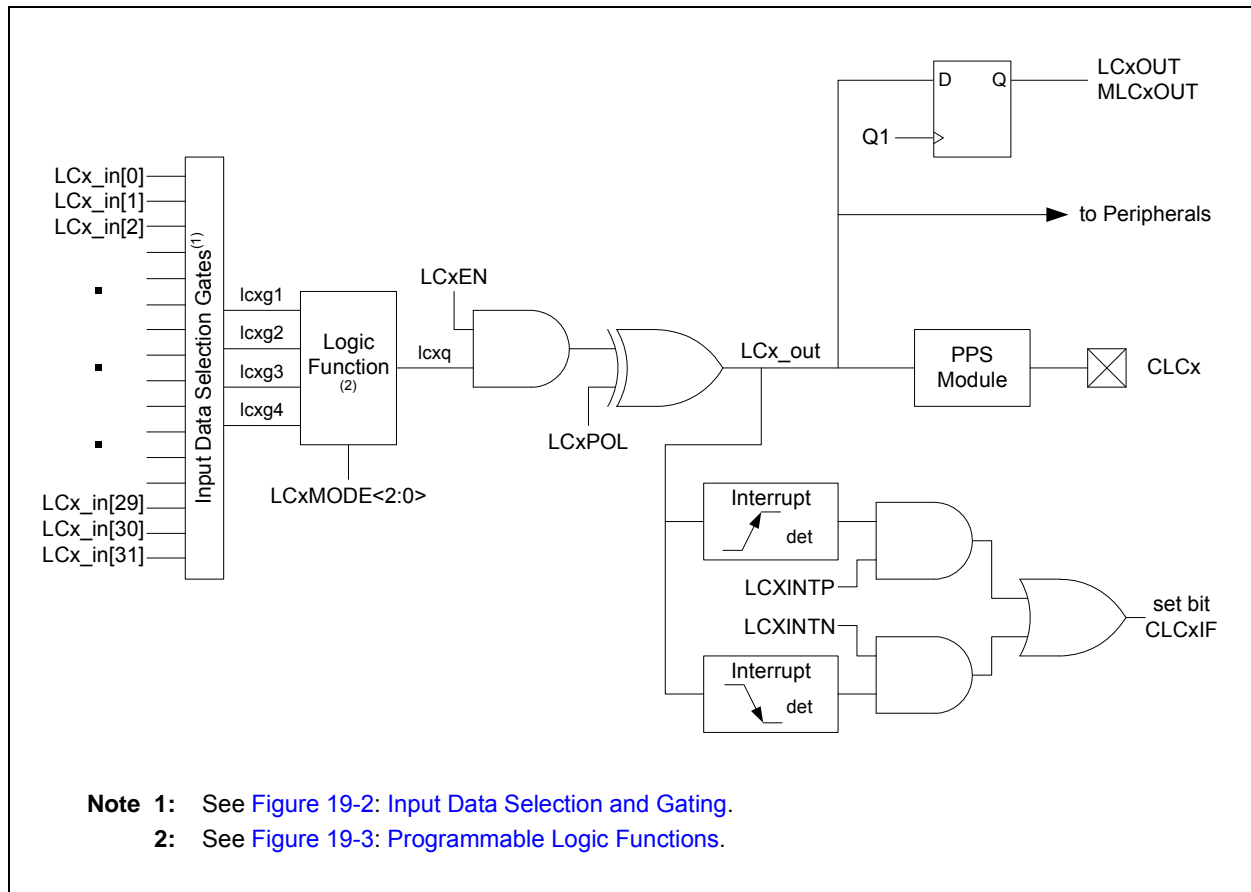 LCx_in[0]
LCx_in[1]
LCx_in[2]
LCx_in[29]
LCx_in[30]
LCx_in[31]
Input Data Selection Gates(1)
lcxg1
lcxg2
lcxg3
lcxg4
Logic
Function
(2)
LCxMODE<2:0>
lcxq
LCxEN
LCxPOL
LCx_out
D Q
Q1
LCxOUT
MLCxOUT
to Peripherals
PPS
Module
CLCx
Interrupt
det
LCXINTP
LCXINTN
Interrupt
det
set bit
CLCxIF
Note 1: See Figure 19-2: Input Data Selection and Gating.
2: See Figure 19-3: Programmable Logic Functions.